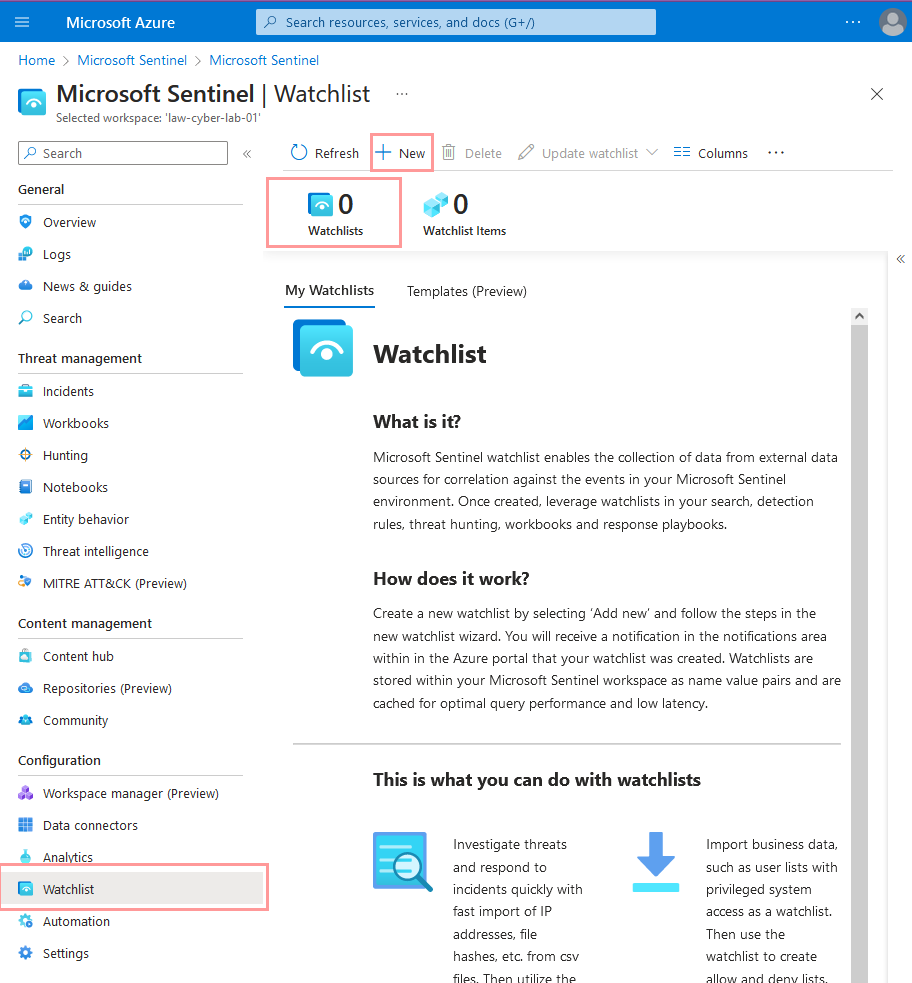 Microsoft Azure
Search resources, services, and docs (G+/)
···
Home > Microsoft Sentinel > Microsoft Sentinel
Microsoft Sentinel | Watchlist
···
Selected workspace: 'law-cyber-lab-01'
Search
«
General
Overview
Logs
News & guides
Search
Threat management
Incidents
Workbooks
Hunting
Notebooks
Entity behavior
Threat intelligence
MITRE ATT&CK (Preview)
Content management
Content hub
Repositories (Preview)
Community
Configuration
Workspace manager (Preview)
Data connectors
Analytics
Watchlist
Automation
Settings
Refresh
New
Delete
Update watchlist
Columns
···
0
Watchlists
0
Watchlist Items
«
My Watchlists
Templates (Preview)
Watchlist
What is it?
Microsoft Sentinel watchlist enables the collection of data from external data
sources for correlation against the events in your Microsoft Sentinel
environment. Once created, leverage watchlists in your search, detection
rules, threat hunting, workbooks and response playbooks.
How does it work?
Create a new watchlist by selecting ‘Add new’ and follow the steps in the
new watchlist wizard. You will receive a notification in the notifications area
within in the Azure portal that your watchlist was created. Watchlists are
stored within your Microsoft Sentinel workspace as name value pairs and are
cached for optimal query performance and low latency.
This is what you can do with watchlists
Investigate threats
and respond to
incidents quickly with
fast import of IP
addresses, file
hashes, etc. from csv
files. Then utilize the
Import business data,
such as user lists with
privileged system
access as a watchlist.
Then use the
watchlist to create
allow and deny lists.